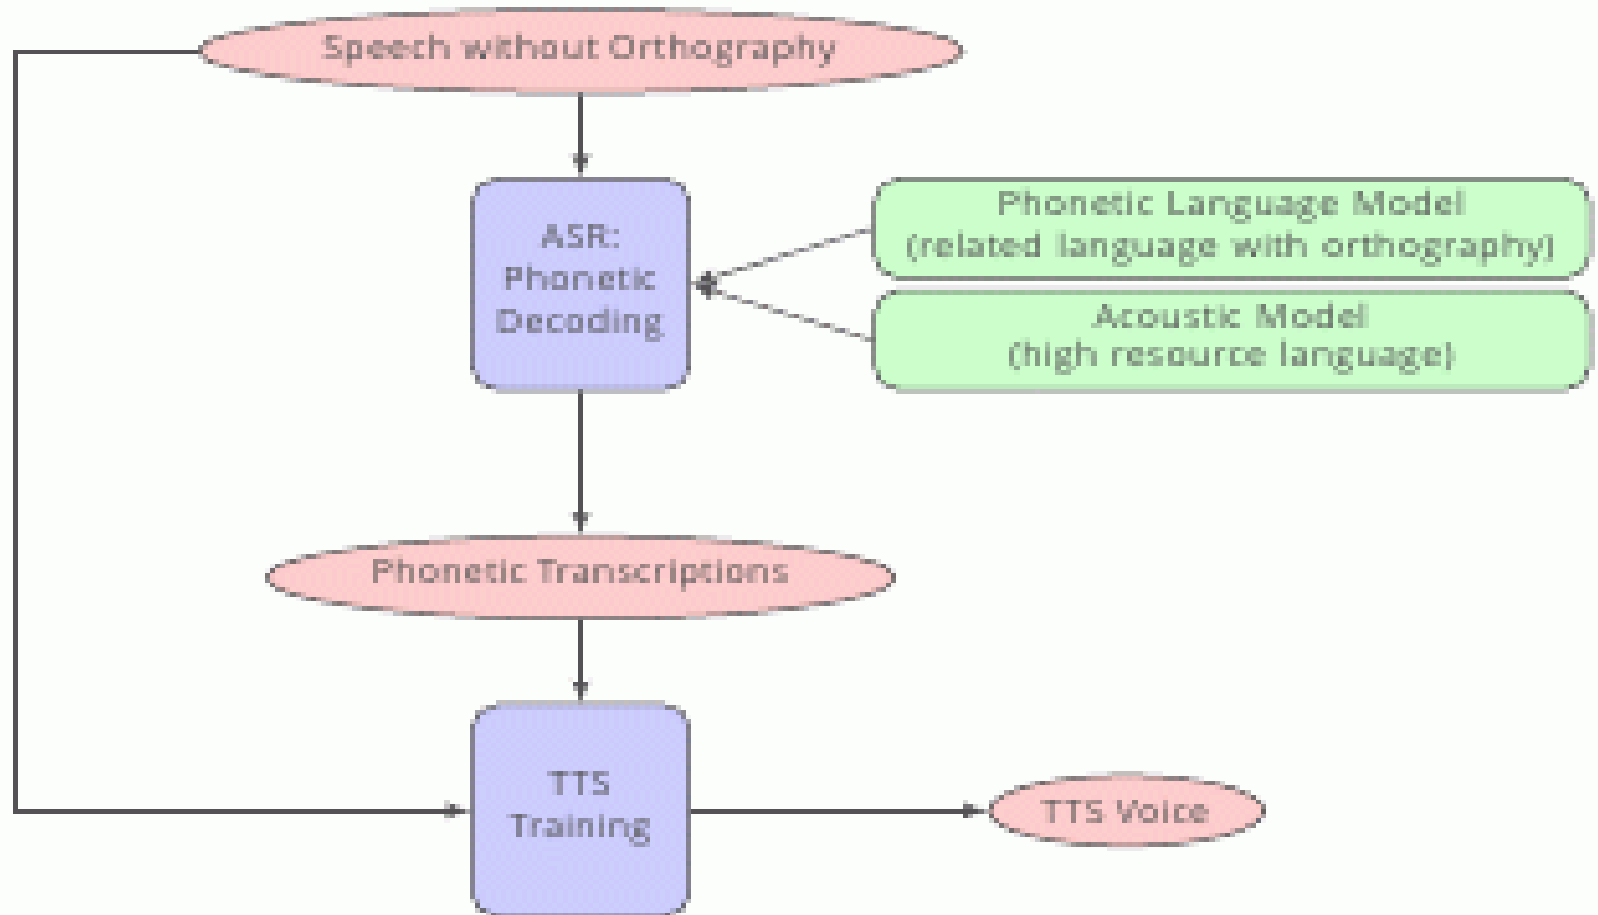 Speech without Orthography
ASR:
Phonetic
Decoding
Phonetic Language Model
(related language with orthography)
Acoustic Model
(high resource language)
Phonetic Transcriptions
TTS
Training
TTS Voice